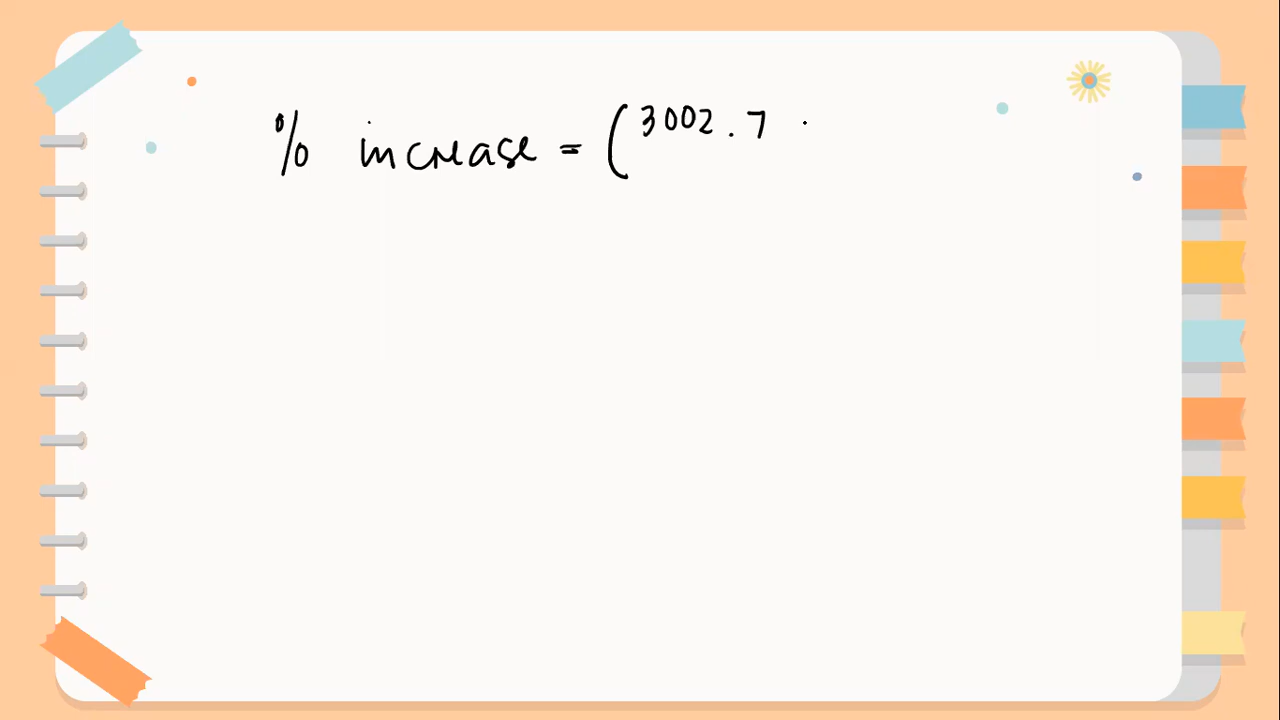 % increase = (3002.7